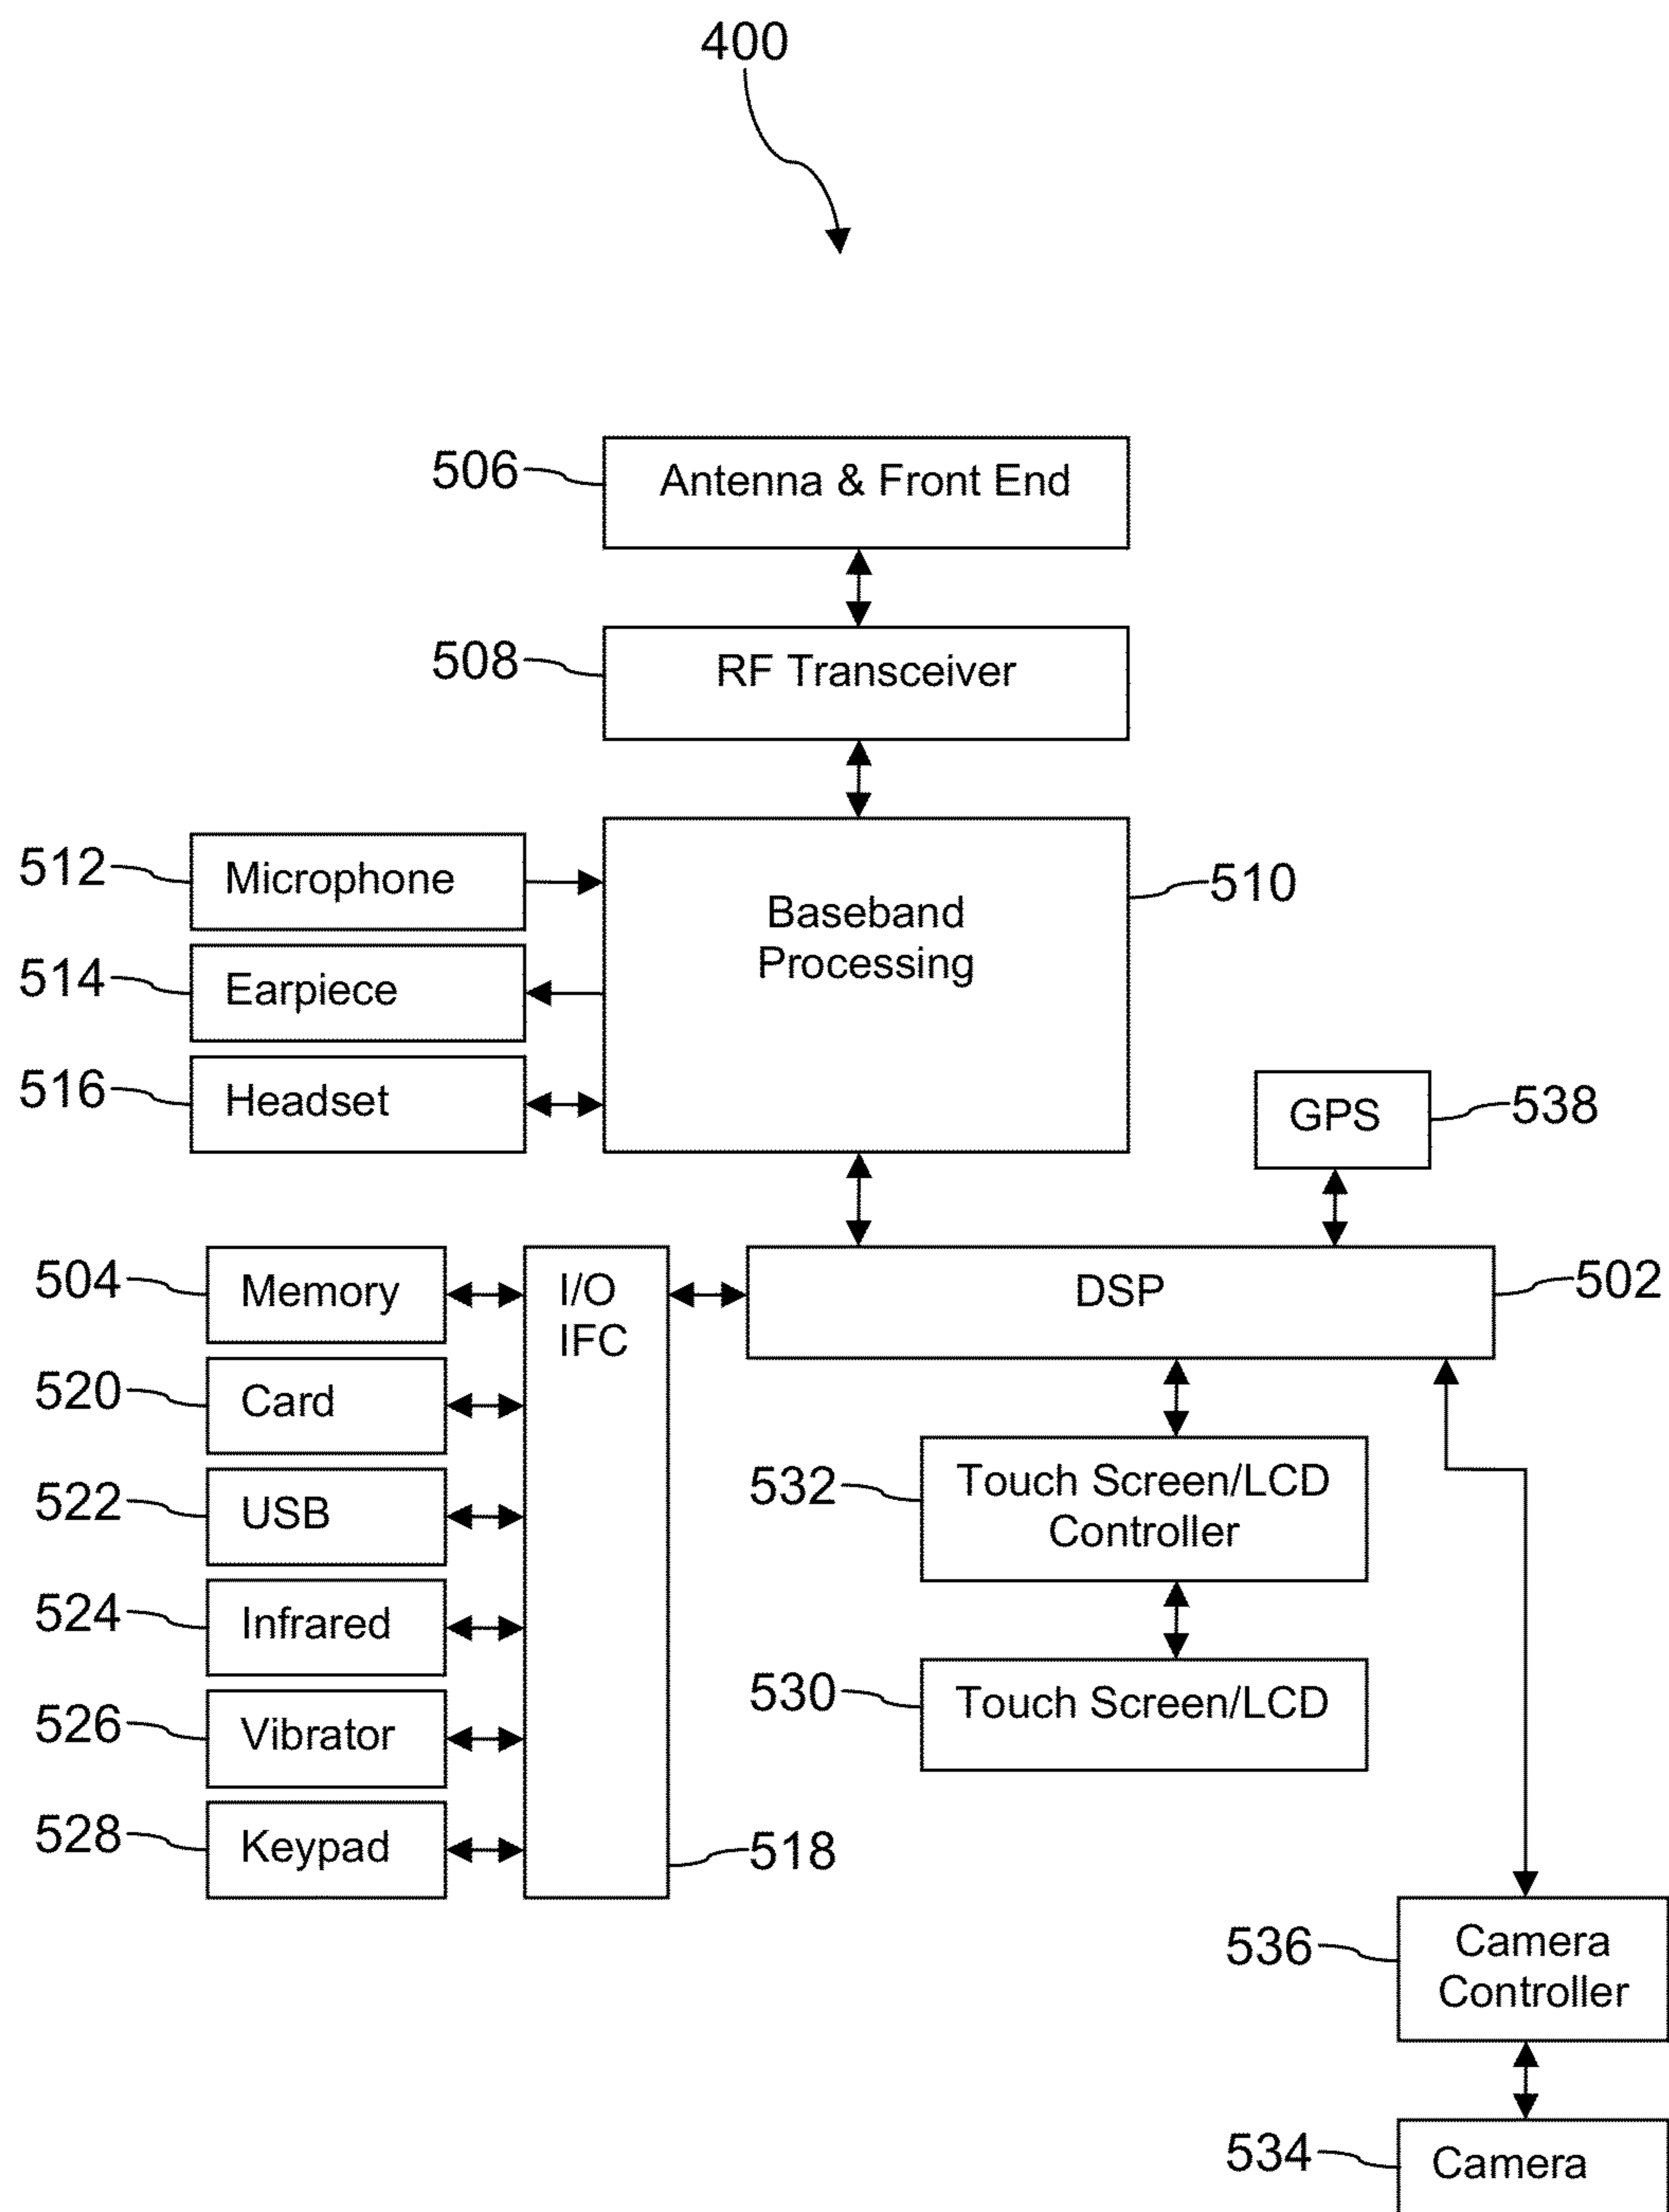 400
506
Antenna & Front End
508
RF Transceiver
512
Microphone
Baseband
Processing
510
514
Earpiece
516
Headset
GPS
538
504
Memory
I/O
IFC
DSP
502
520
Card
522
USB
532
Touch Screen/LCD
Controller
524
Infrared
530
Touch Screen/LCD
526
Vibrator
528
Keypad
518
536
Camera
Controller
534
Camera